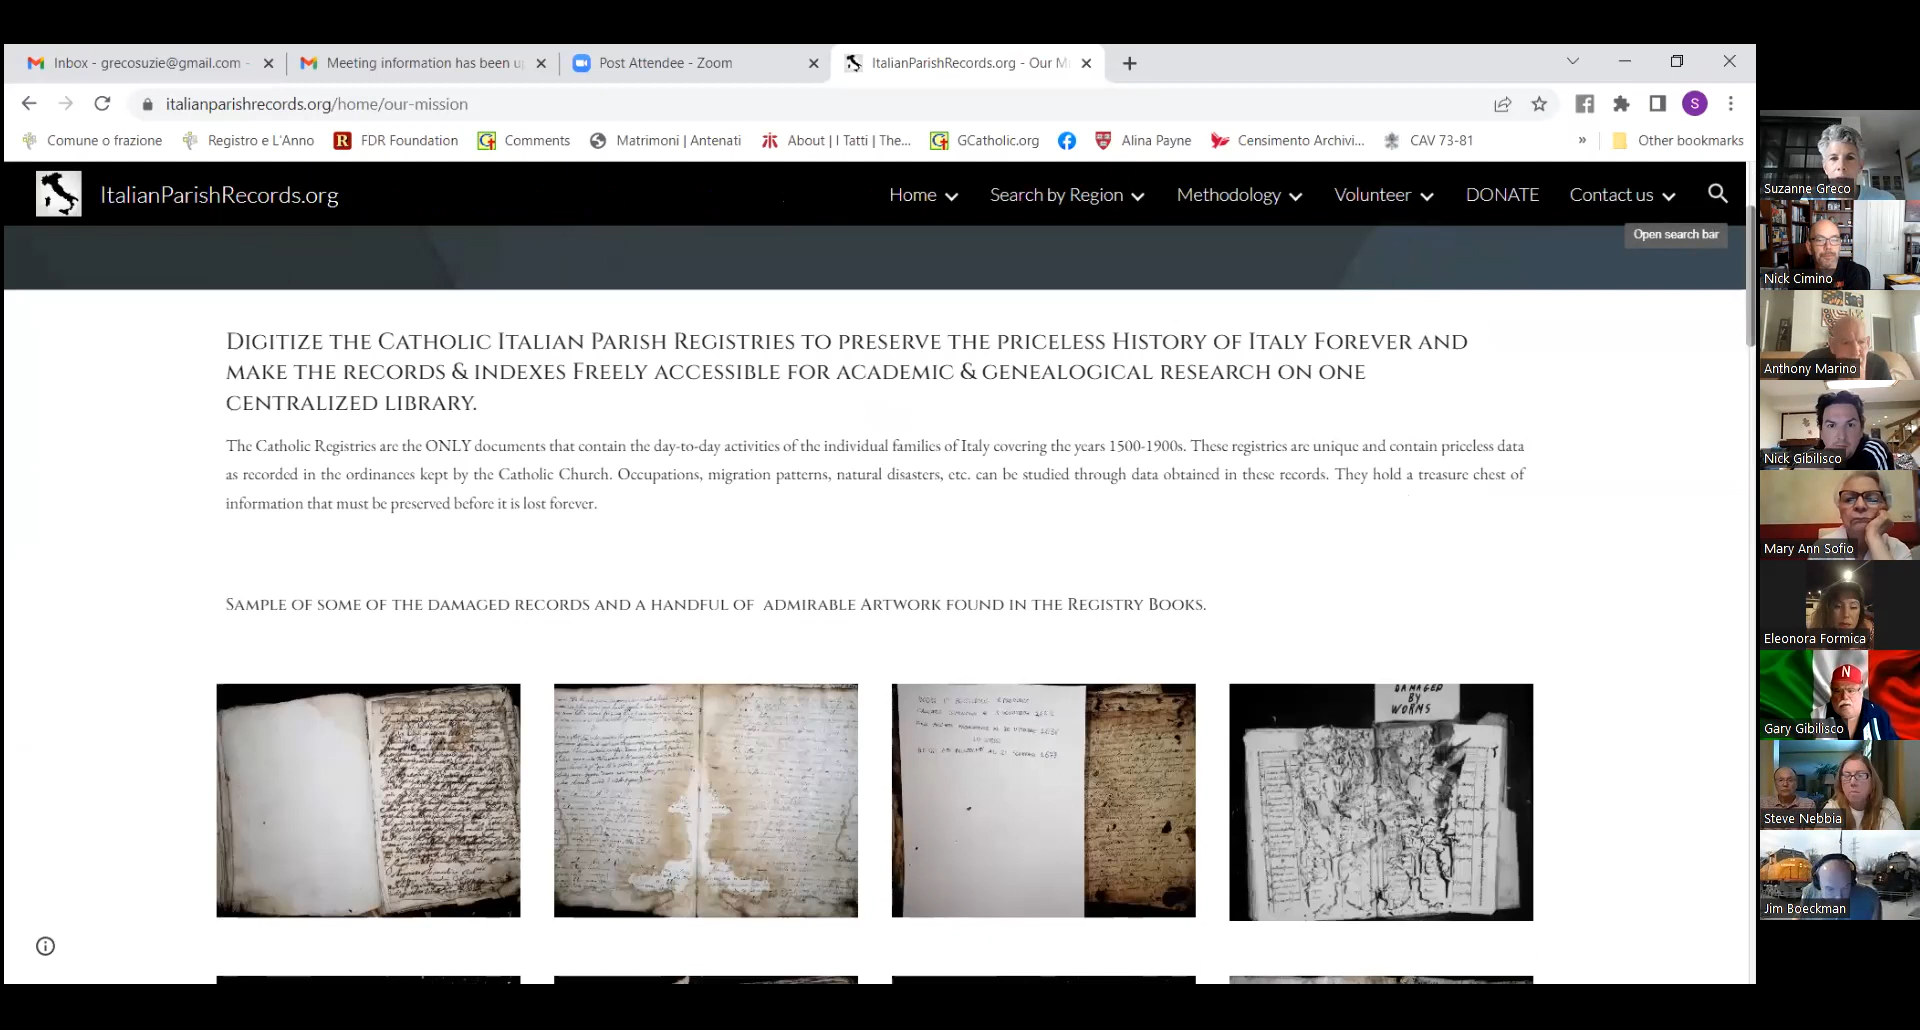 Inbox - grecosuzie@gmail.com -
Meeting information has been u
Post Attendee - Zoom
ItalianParishRecords.org - Our M
italianparishrecords.org/home/our-mission
S
Comune o frazione
Registro e L'Anno
FDR Foundation
Comments
Matrimoni | Antenati
About | I Tatti | The...
GCatholic.org
Alina Payne
Censimento Archivi...
CAV 73-81
»
Other bookmarks
ItalianParishRecords.org
Home
Search by Region
Methodology
Volunteer
DONATE
Contact us
Open search bar
Digitize the Catholic Italian Parish Registries to preserve the priceless History of Italy Forever and
make the records & indexes Freely accessible for academic & genealogical research on one
centralized library.
The Catholic Registries are the ONLY documents that contain the day-to-day activities of the individual families of Italy covering the years 1500-1900s. These registries are unique and contain priceless data
as recorded in the ordinances kept by the Catholic Church. Occupations, migration patterns, natural disasters, etc. can be studied through data obtained in these records. They hold a treasure chest of
information that must be preserved before it is lost forever.
Sample of some of the damaged records and a handful of admirable Artwork found in the Registry Books.
DAMAGED
BY
WORMS
Suzanne Greco
Nick Cimino
Anthony Marino
Nick Gibilisco
Mary Ann Sofio
Eleonora Formica
N
Gary Gibilisco
Steve Nebbia
Jim Boeckman